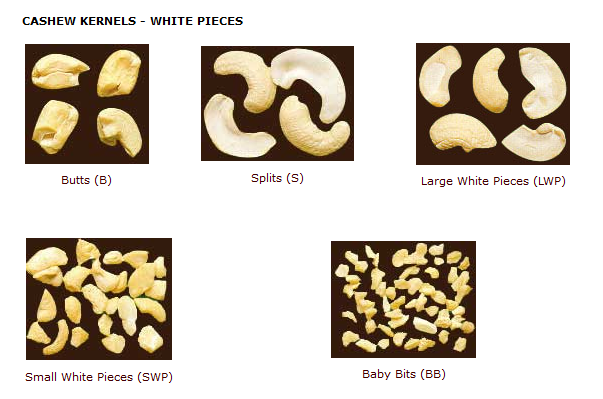 CASHEW KERNELS - WHITE PIECES
Butts (B)
Splits (S)
Large White Pieces (LWP)
Small White Pieces (SWP)
Baby Bits (BB)